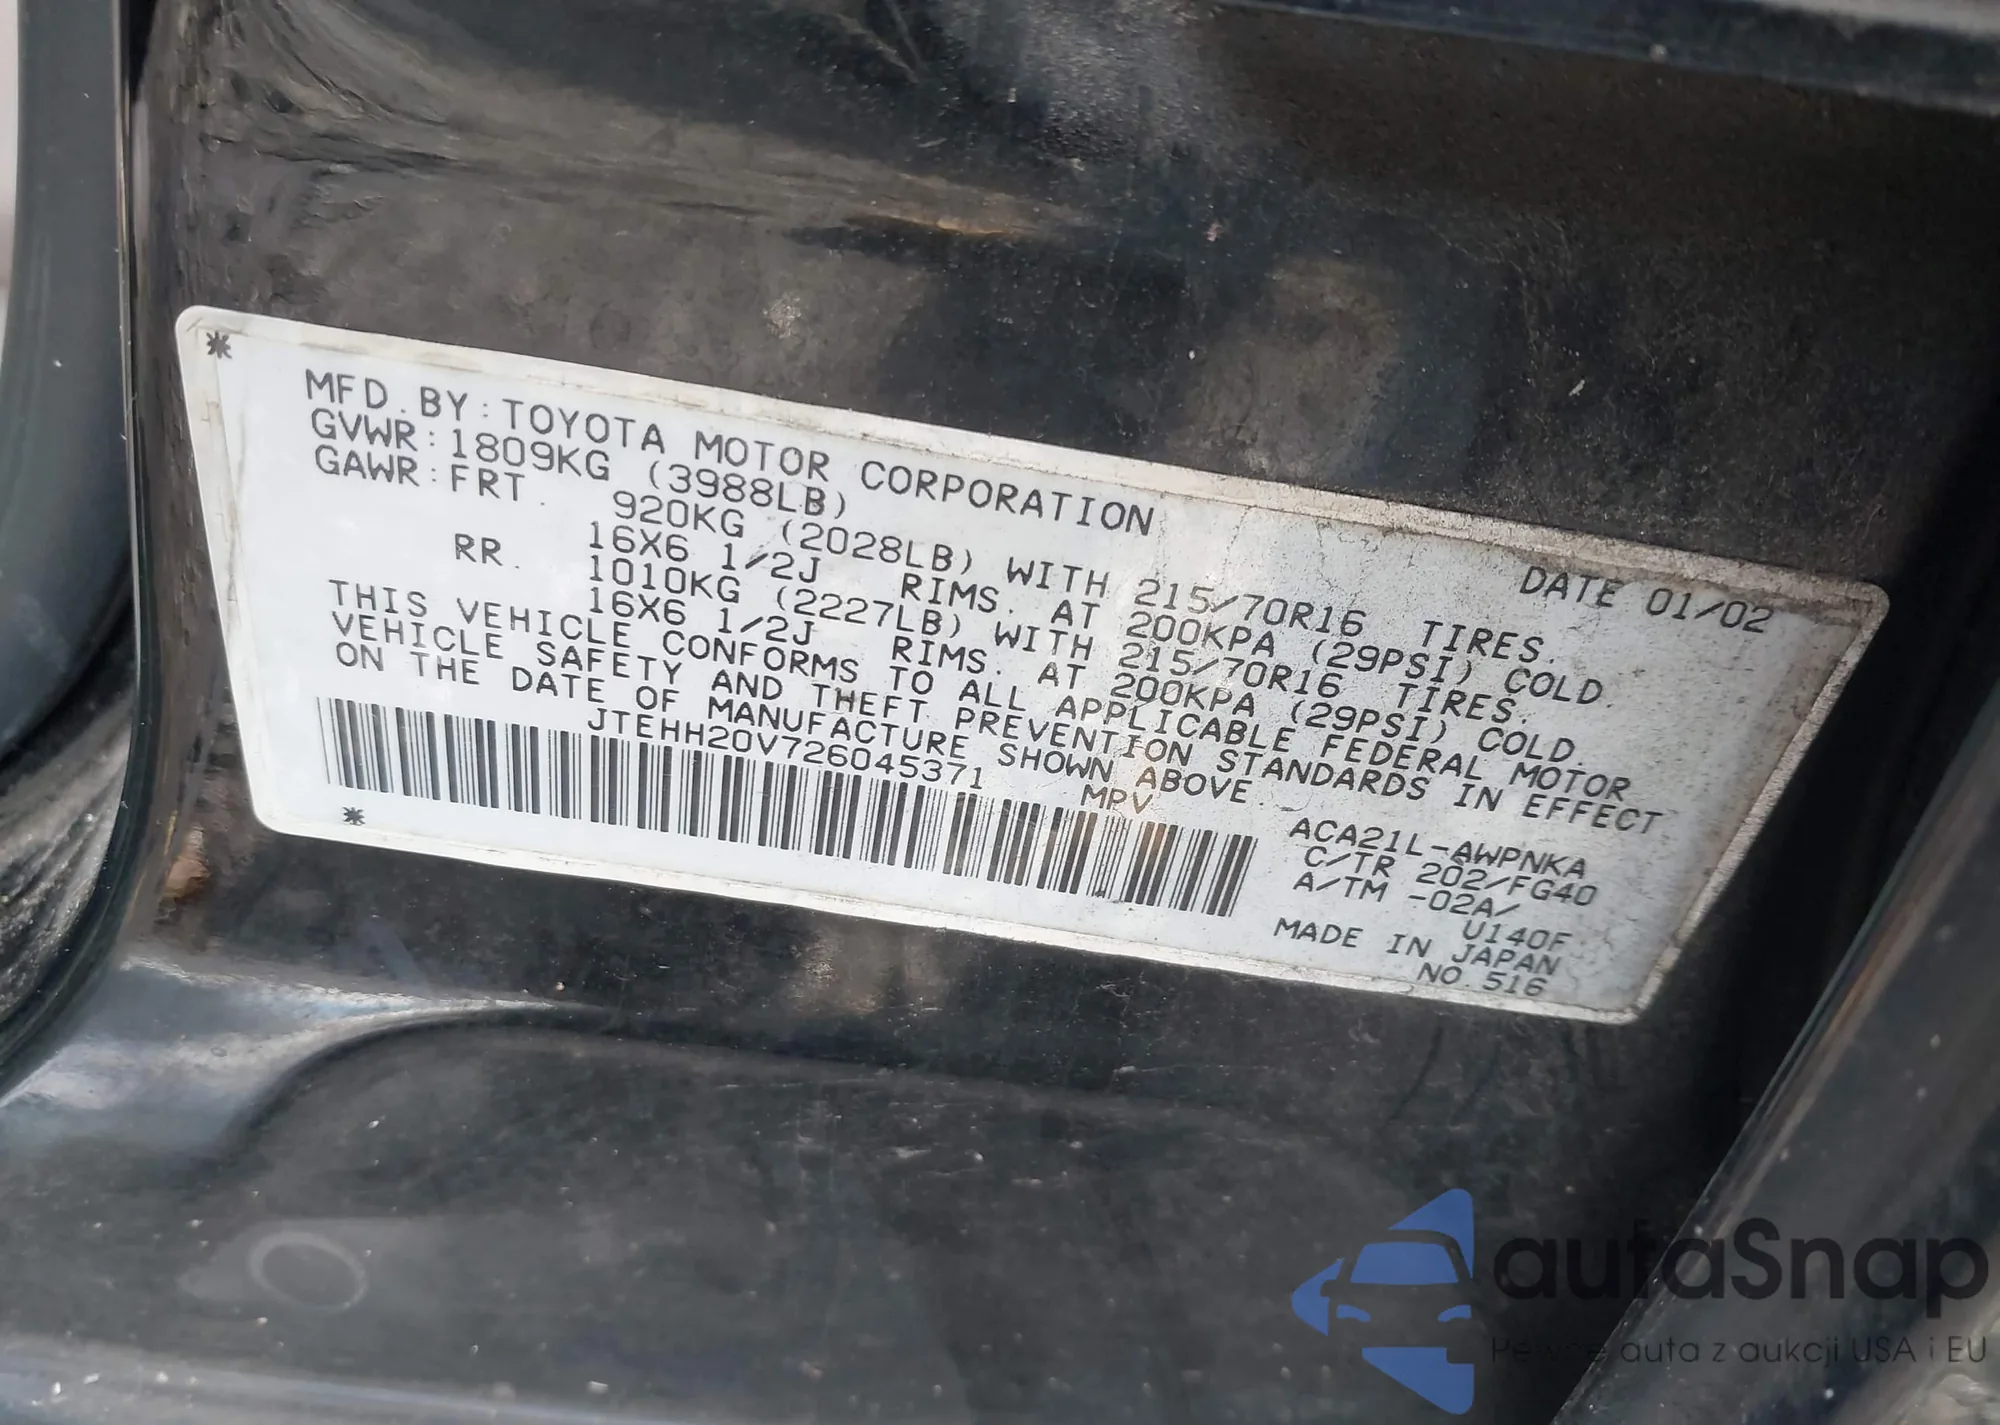 *
MFD. BY: TOYOTA MOTOR CORPORATION
DATE 01/02
GVWR: 1809KG (3988LB)
GAWR: FRT. 920KG (2028LB) WITH 215/70R16 TIRES.
16X6 1/2J RIMS. AT 200KPA (29PSI) COLD.
RR. 1010KG (2227LB) WITH 215/70R16 TIRES.
16X6 1/2J RIMS. AT 200KPA (29PSI) COLD.
THIS VEHICLE CONFORMS TO ALL APPLICABLE FEDERAL MOTOR
VEHICLE SAFETY AND THEFT PREVENTION STANDARDS IN EFFECT
ON THE DATE OF MANUFACTURE SHOWN ABOVE.
JTEHH20V726045371 MPV
*
ACA21L-AWPNKA
C/TR 202/FG40
A/TM -02A/
U140F
MADE IN JAPAN
NO.516
autaSnap
Pewne auta z aukcji USA i EU